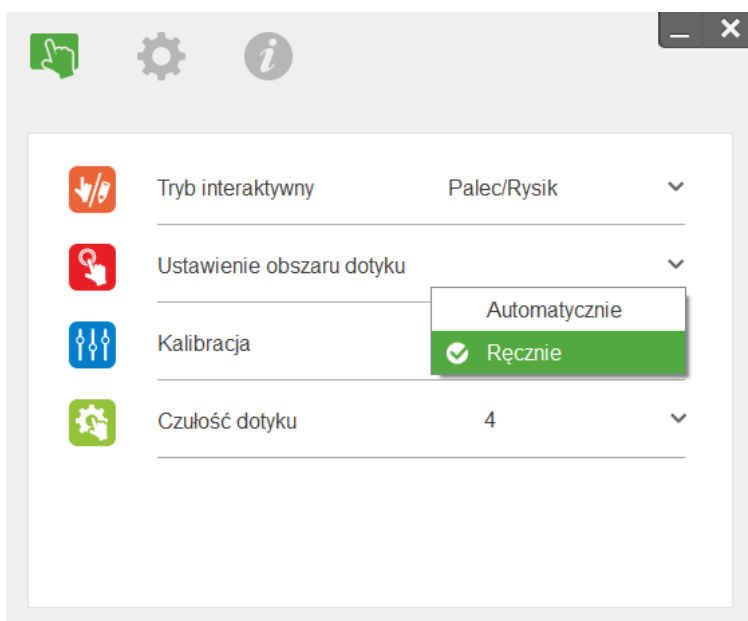 Tryb interaktywny Palec/Rysik
Ustawienie obszaru dotyku
Automatycznie
Kalibracja
Ręcznie
Czułość dotyku 4